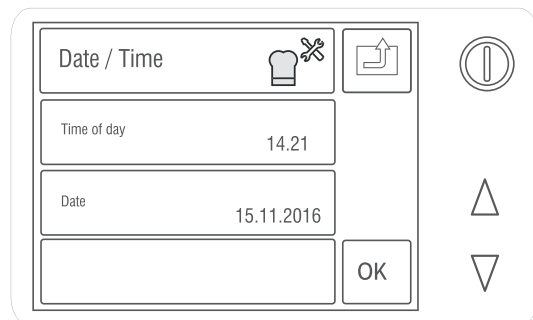 Date / Time
Time of day
14.21
Date
15.11.2016
OK